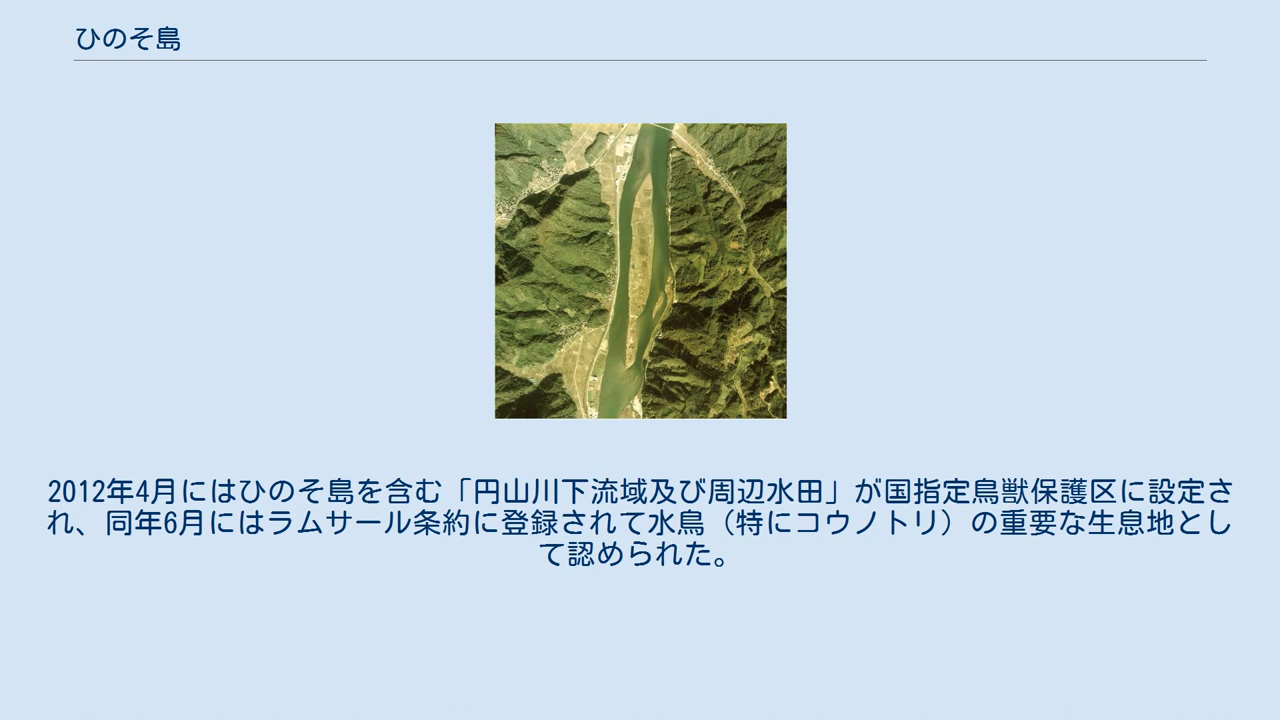 ひのそ島
2012年4月にはひのそ島を含む「円山川下流域及び周辺水田」が国指定鳥獣保護区に設定さ
れ、同年6月にはラムサール条約に登録されて水鳥（特にコウノトリ）の重要な生息地とし
て認められた。